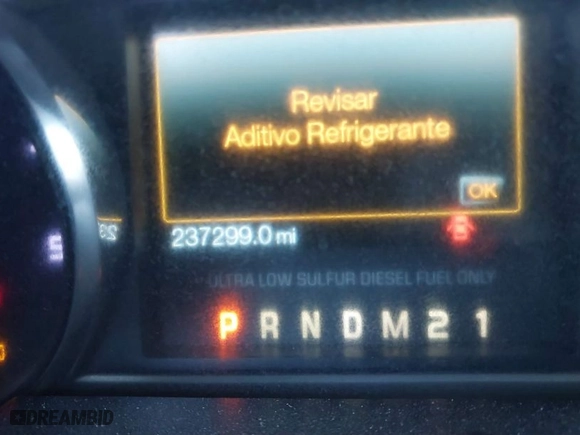 Revisar
Aditivo Refrigerante
OK
237299.0 mi
ULTRA LOW SULFUR DIESEL FUEL ONLY
P R N D M 2 1
DREAMBID